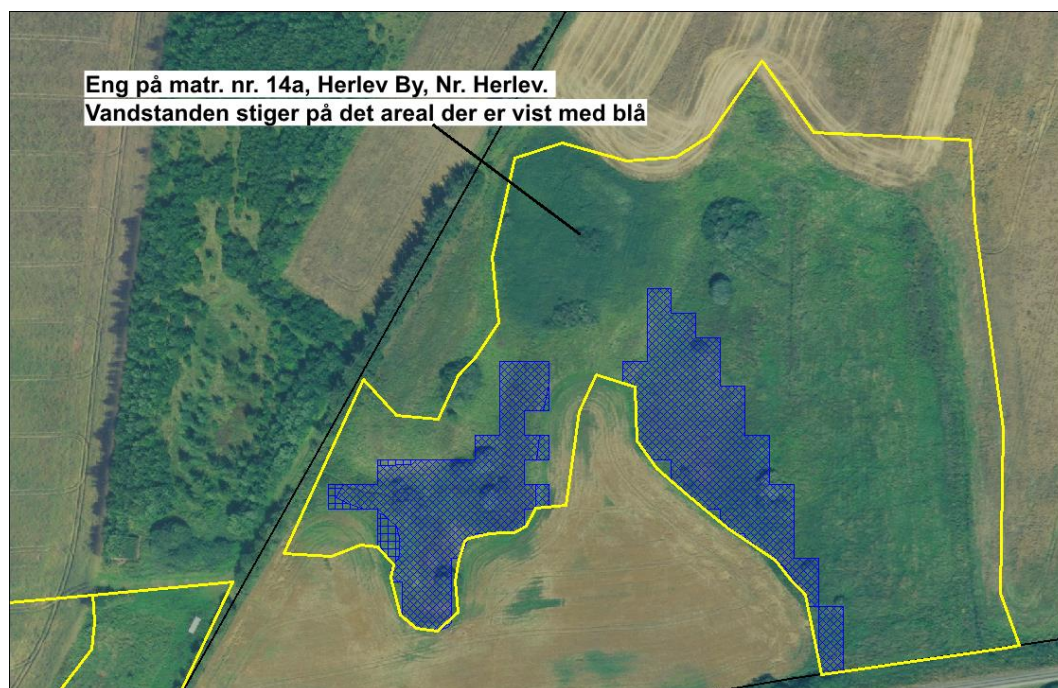 Eng på matr. nr. 14a, Herlev By, Nr. Herlev.
Vandstanden stiger på det areal der er vist med blå